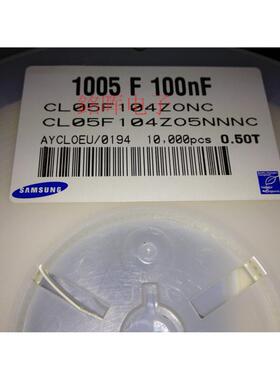 1005 F 100nF
CL05F104ZONC
CL05F104Z05NNNC
AYCLOEU/0194 10,000pcs 0.50T
SAMSUNG